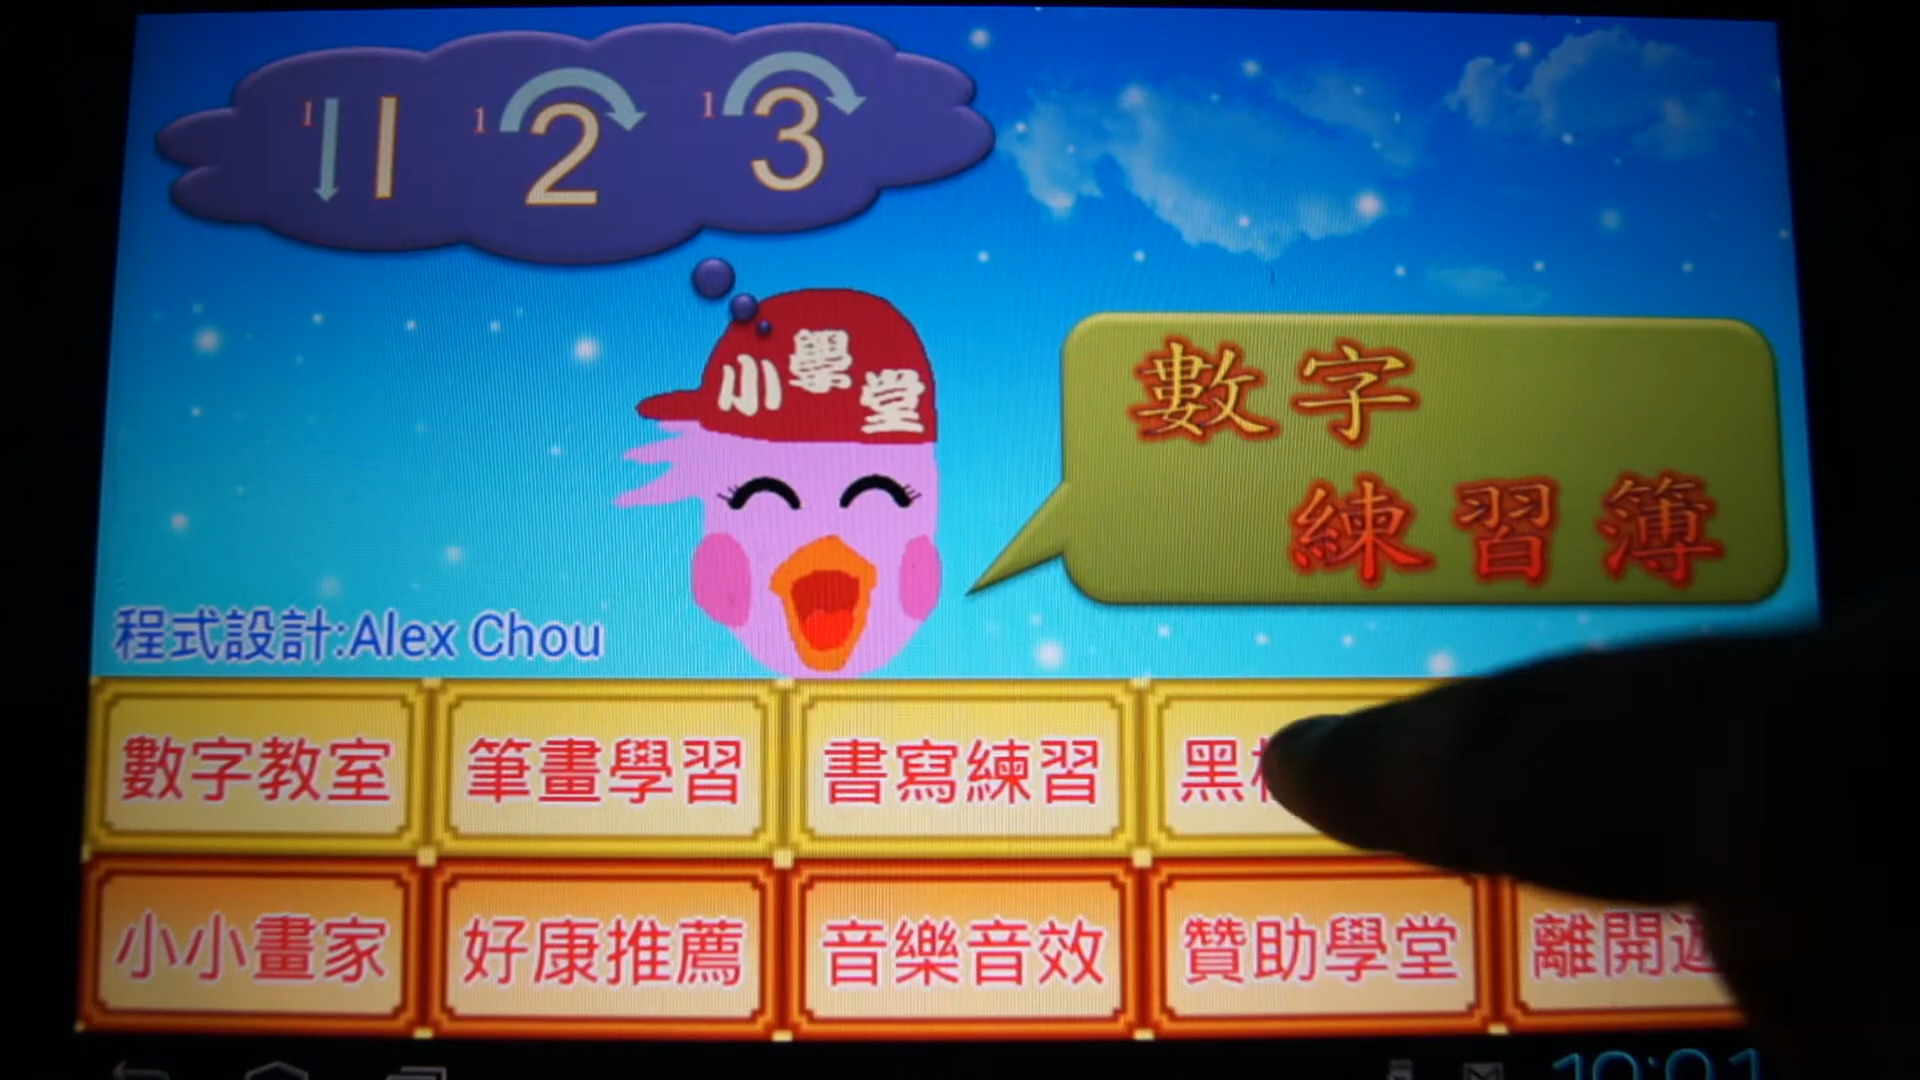 1 1 1 2 1 3
小學堂
數字
練習簿
程式設計:Alex Chou
數字教室 筆畫學習 書寫練習 黑
小小畫家 好康推薦 音樂音效 贊助學堂 離開